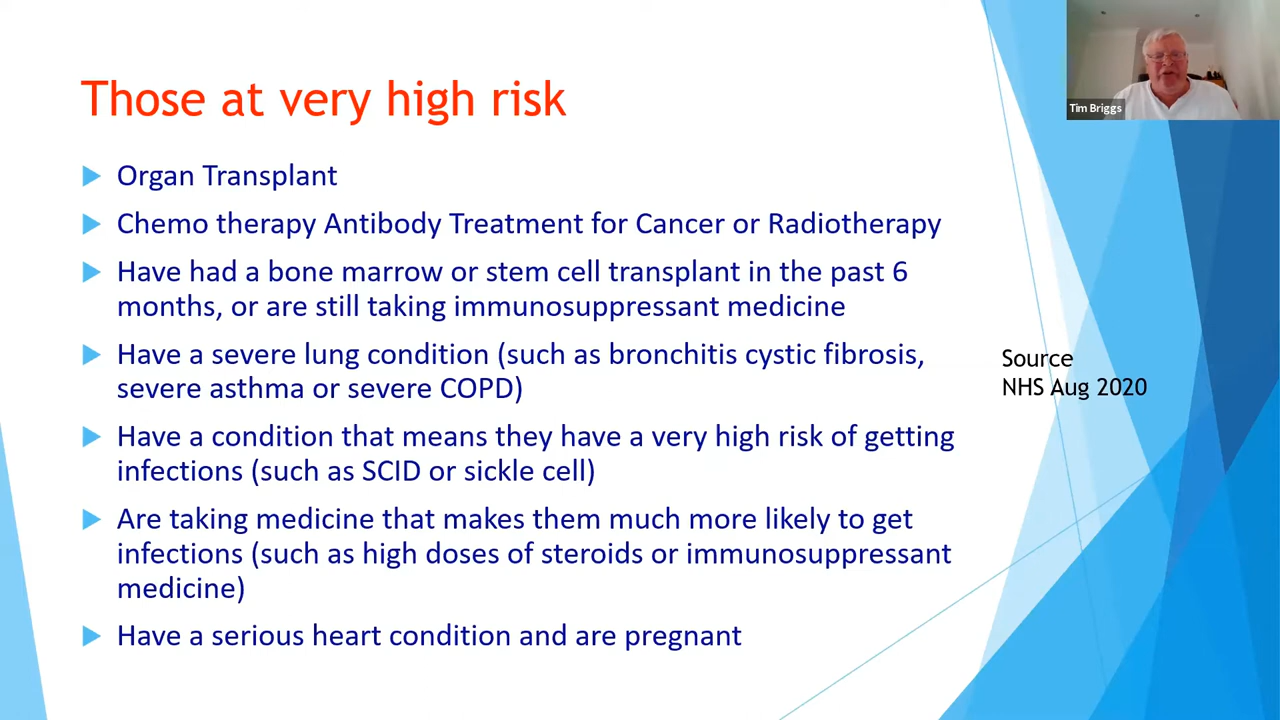 Those at very high risk
Organ Transplant
Chemo therapy Antibody Treatment for Cancer or Radiotherapy
Have had a bone marrow or stem cell transplant in the past 6
months, or are still taking immunosuppressant medicine
Have a severe lung condition (such as bronchitis cystic fibrosis,
severe asthma or severe COPD)
Have a condition that means they have a very high risk of getting
infections (such as SCID or sickle cell)
Are taking medicine that makes them much more likely to get
infections (such as high doses of steroids or immunosuppressant
medicine)
Have a serious heart condition and are pregnant
Source
NHS Aug 2020
Tim Briggs